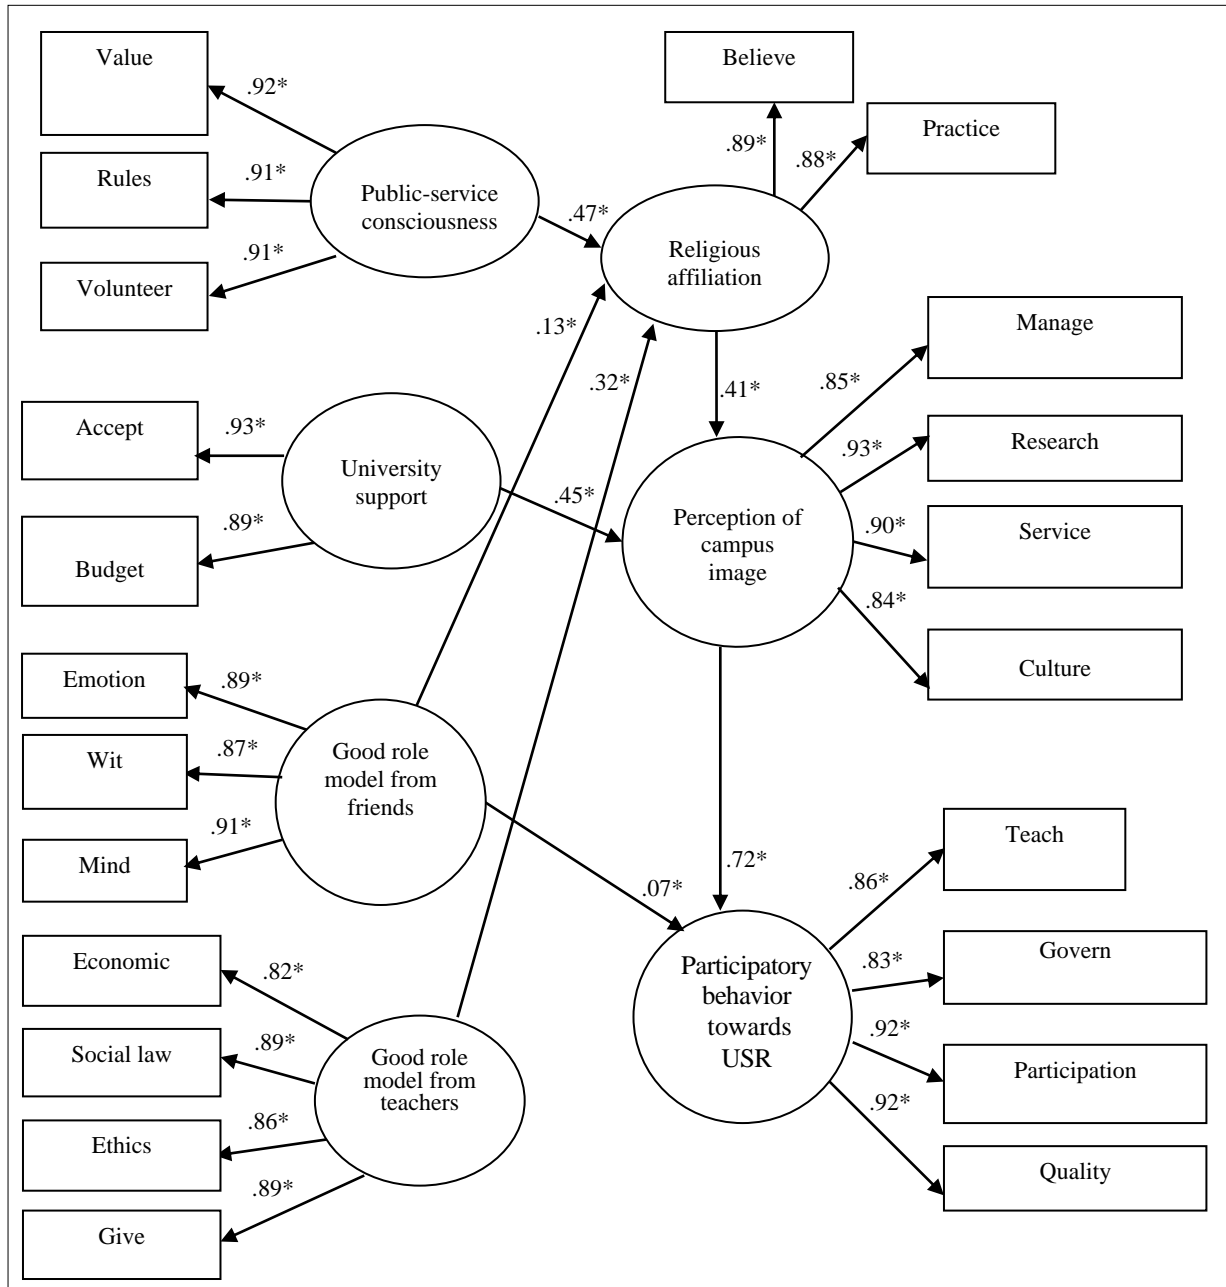 Value
.92*
Rules
.91*
Volunteer
.91*
Public-service
consciousness
.47*
Believe
.89*
Practice
.88*
Religious
affiliation
.13*
.32*
.41*
Accept
.93*
Budget
.89*
University
support
.45*
Perception of
campus
image
Manage
.85*
Research
.93*
Service
.90*
Culture
.84*
Emotion
.89*
Wit
.87*
Mind
.91*
Good role
model from
friends
.07*
.72*
Economic
.82*
Social law
.89*
Ethics
.86*
Give
.89*
Good role
model from
teachers
Participatory
behavior
towards
USR
Teach
.86*
Govern
.83*
Participation
.92*
Quality
.92*